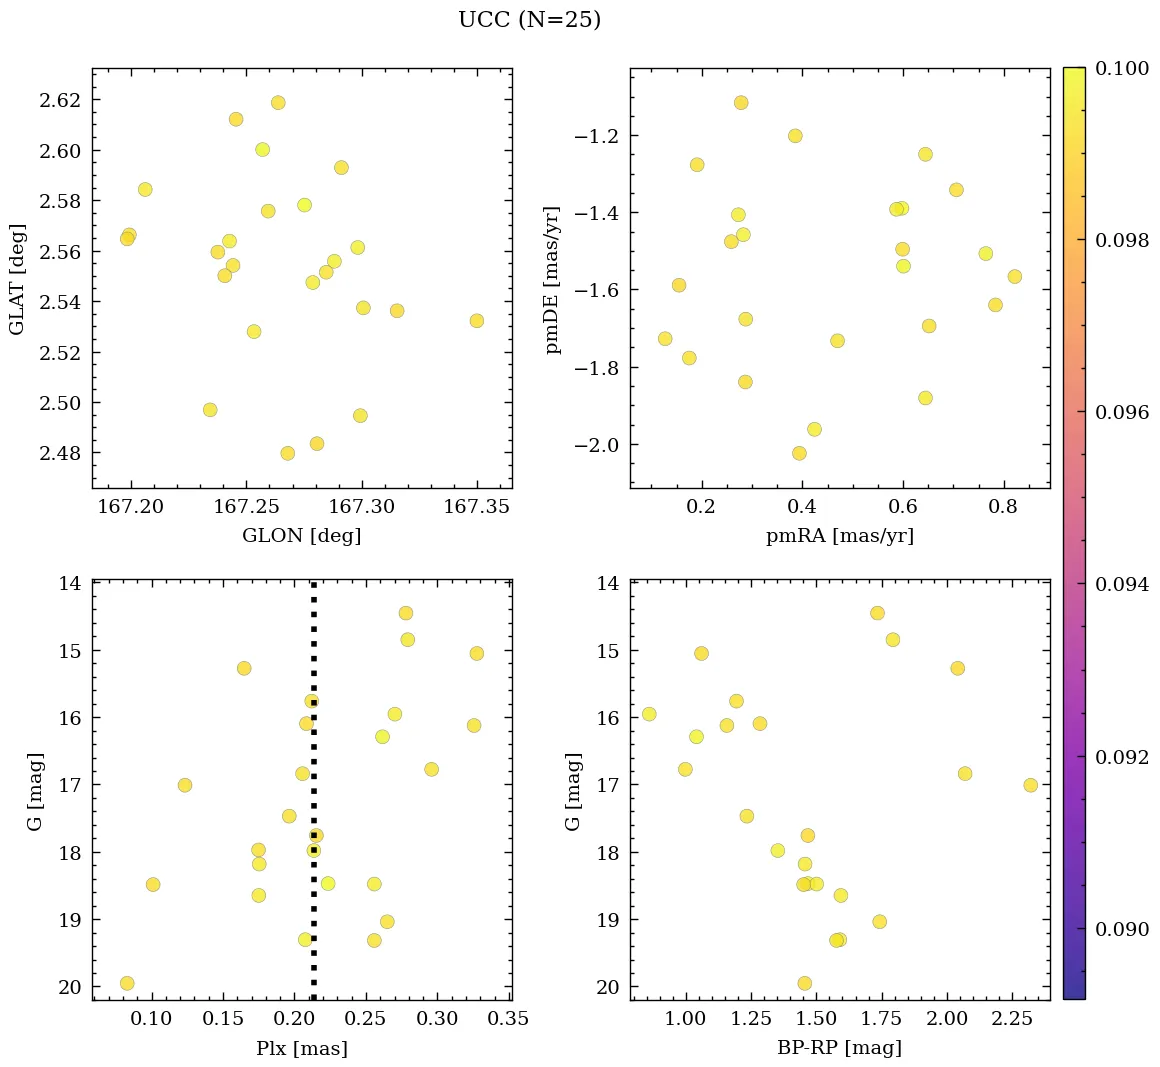 UCC (N=25)
2.62
2.60
2.58
2.56
2.54
2.52
2.50
2.48
GLAT [deg]
167.20 167.25 167.30 167.35
GLON [deg]
−1.2
−1.4
−1.6
−1.8
−2.0
pmDE [mas/yr]
0.2 0.4 0.6 0.8
pmRA [mas/yr]
0.100
0.098
0.096
0.094
0.092
0.090
14
15
16
17
18
19
20
G [mag]
0.10 0.15 0.20 0.25 0.30 0.35
Plx [mas]
14
15
16
17
18
19
20
G [mag]
1.00 1.25 1.50 1.75 2.00 2.25
BP-RP [mag]